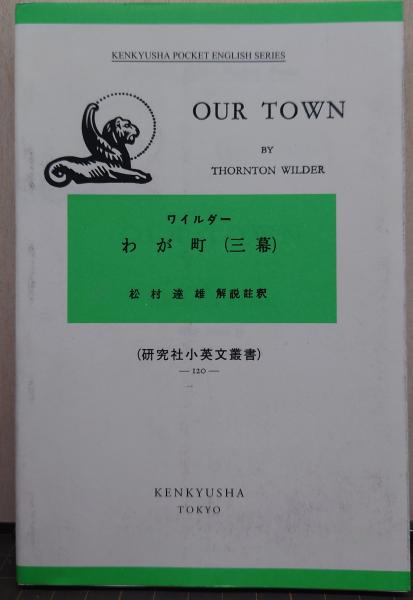 KENKYUSHA POCKET ENGLISH SERIES
OUR TOWN
BY
THORNTON WILDER
ワイルダー
わが町(三幕)
松村達雄 解説註釈
(研究社小英文叢書)
—120—
KENKYUSHA
TOKYO